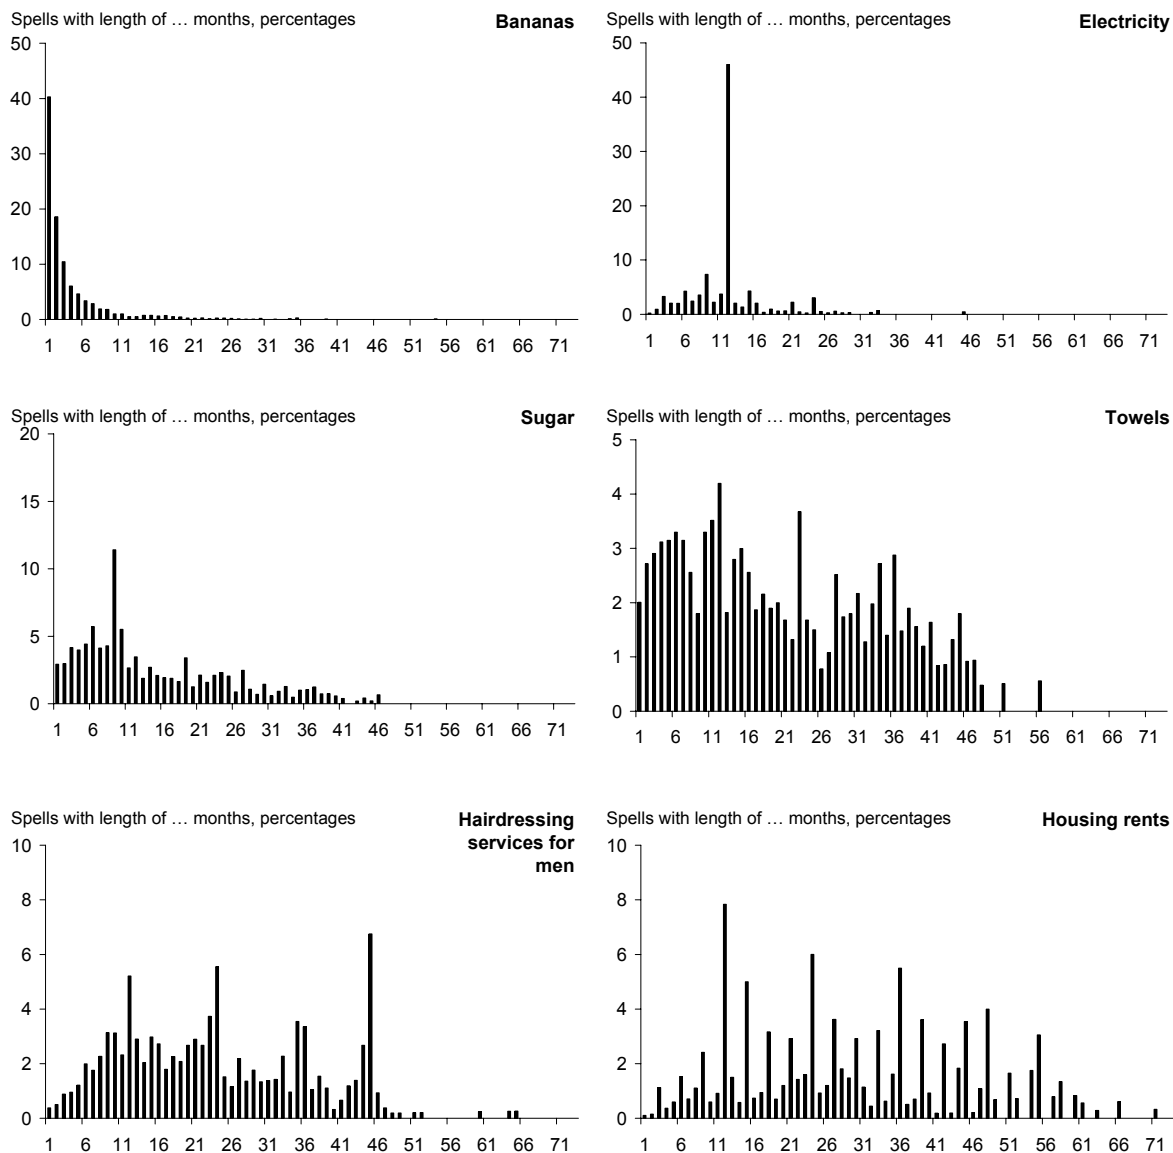 Spells with length of … months, percentages
Bananas
50
40
30
20
10
0
1 6 11 16 21 26 31 36 41 46 51 56 61 66 71
Spells with length of … months, percentages
Electricity
50
40
30
20
10
0
1 6 11 16 21 26 31 36 41 46 51 56 61 66 71
Spells with length of … months, percentages
Sugar
20
15
10
5
0
1 6 11 16 21 26 31 36 41 46 51 56 61 66 71
Spells with length of … months, percentages
Towels
5
4
3
2
1
0
1 6 11 16 21 26 31 36 41 46 51 56 61 66 71
Spells with length of … months, percentages
Hairdressing
services for
men
10
8
6
4
2
0
1 6 11 16 21 26 31 36 41 46 51 56 61 66 71
Spells with length of … months, percentages
Housing rents
10
8
6
4
2
0
1 6 11 16 21 26 31 36 41 46 51 56 61 66 71